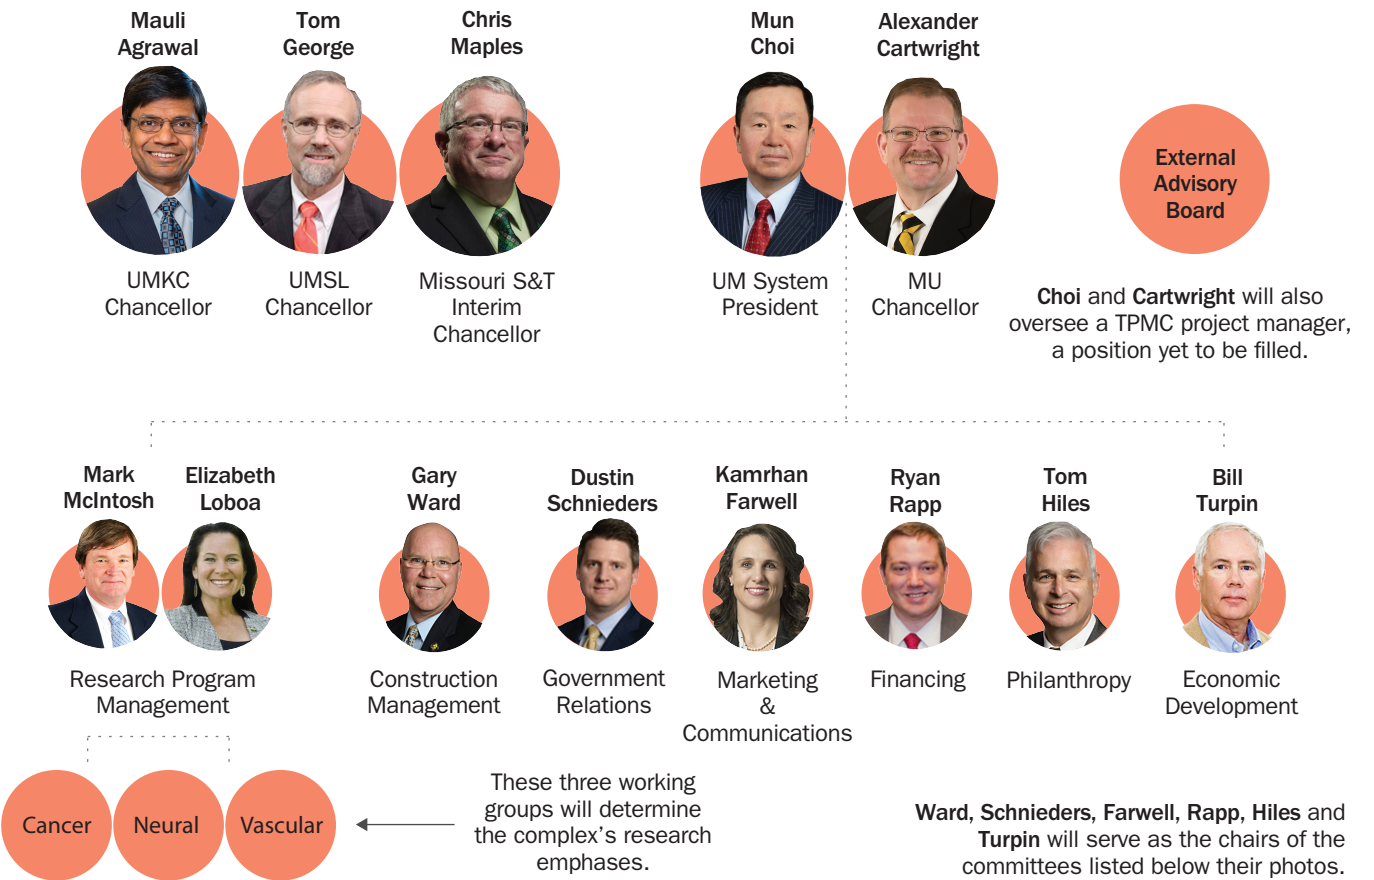 Mauli
Agrawal
Tom
George
Chris
Maples
Mun
Choi
Alexander
Cartwright
UMKC
Chancellor
UMSL
Chancellor
Missouri S&T
Interim
Chancellor
UM System
President
MU
Chancellor
External
Advisory
Board
Choi and Cartwright will also
oversee a TPMC project manager,
a position yet to be filled.
Mark
McIntosh
Elizabeth
Loboa
Gary
Ward
Dustin
Schnieders
Kamrhan
Farwell
Ryan
Rapp
Tom
Hiles
Bill
Turpin
Research Program
Management
Construction
Management
Government
Relations
Marketing
&
Communications
Financing
Philanthropy
Economic
Development
Cancer
Neural
Vascular
These three working
groups will determine
the complex’s research
emphases.
Ward, Schnieders, Farwell, Rapp, Hiles and
Turpin will serve as the chairs of the
committees listed below their photos.